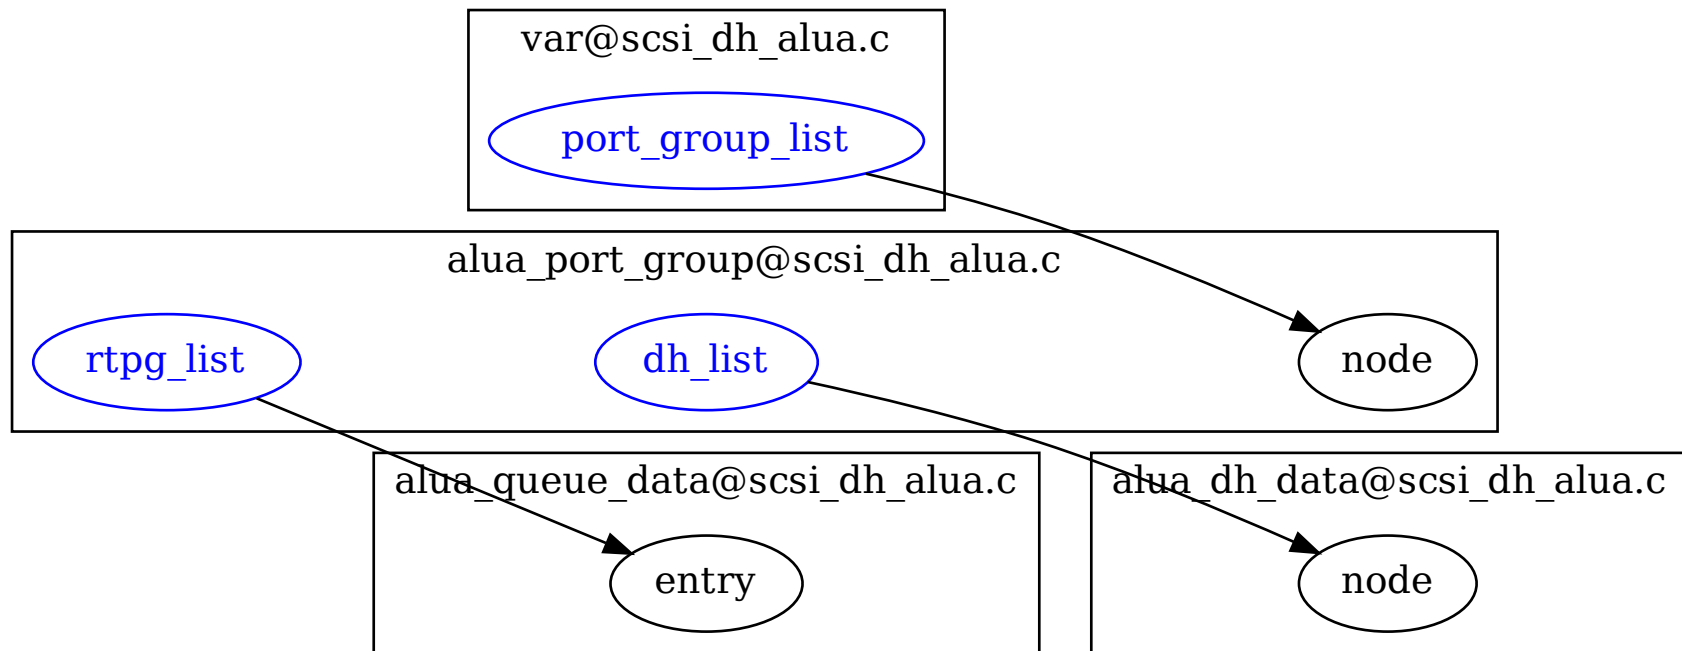 var@scsi_dh_alua.c
port_group_list
alua_port_group@scsi_dh_alua.c
rtpg_list
dh_list
node
alua_queue_data@scsi_dh_alua.c
alua_dh_data@scsi_dh_alua.c
entry
node